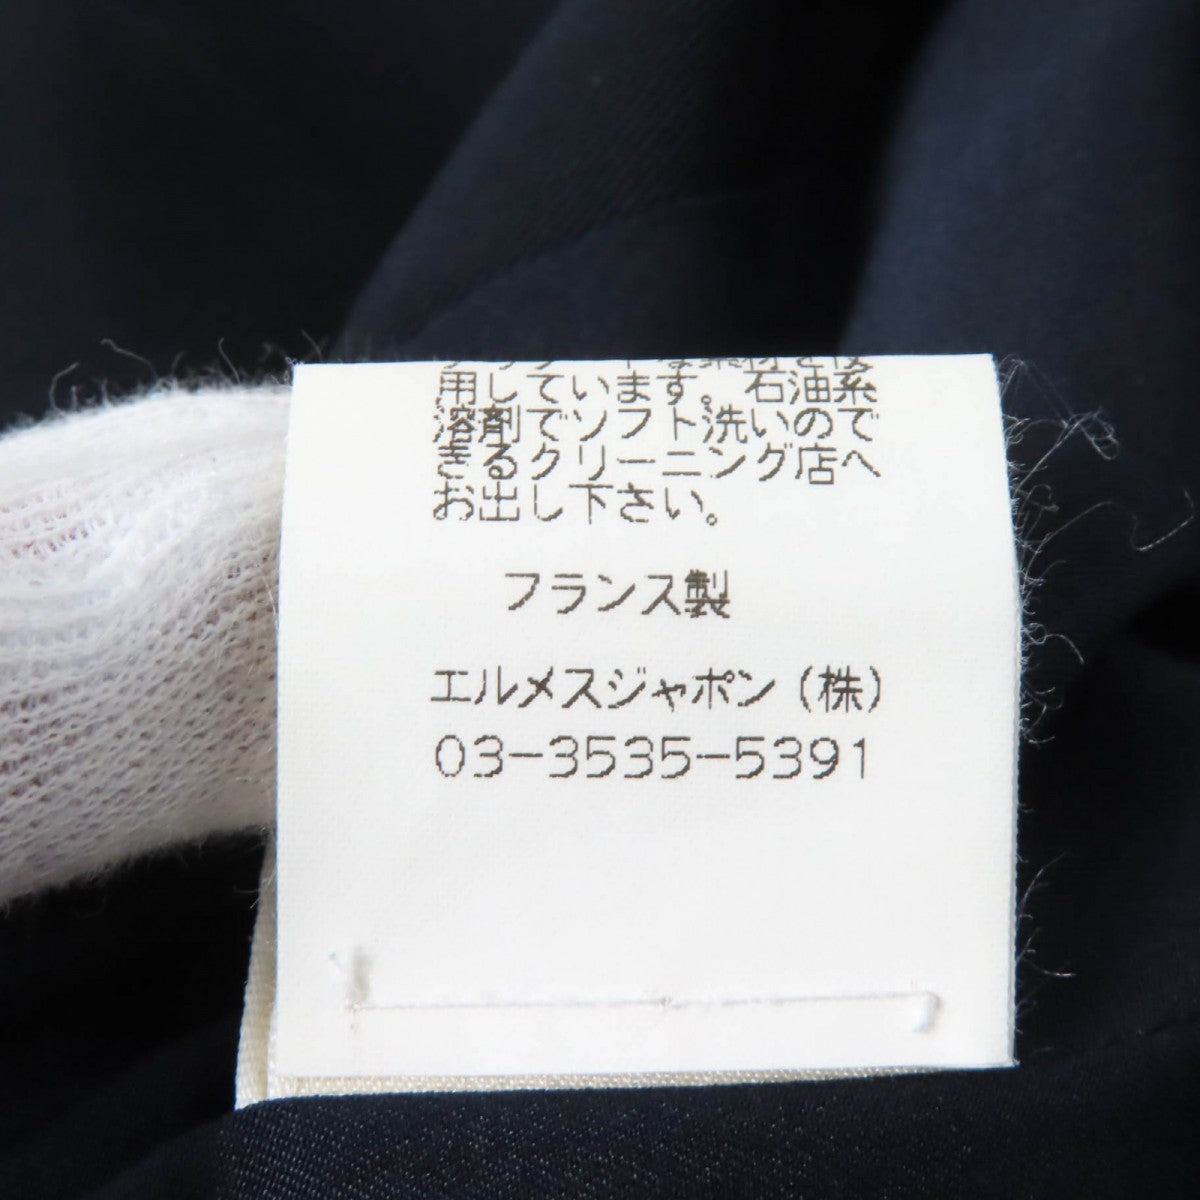 用しています。石油系
溶剤でソフト洗いので
きるクリーニング店へ
お出し下さい。
フランス製
エルメスジャポン（株）
03-3535-5391